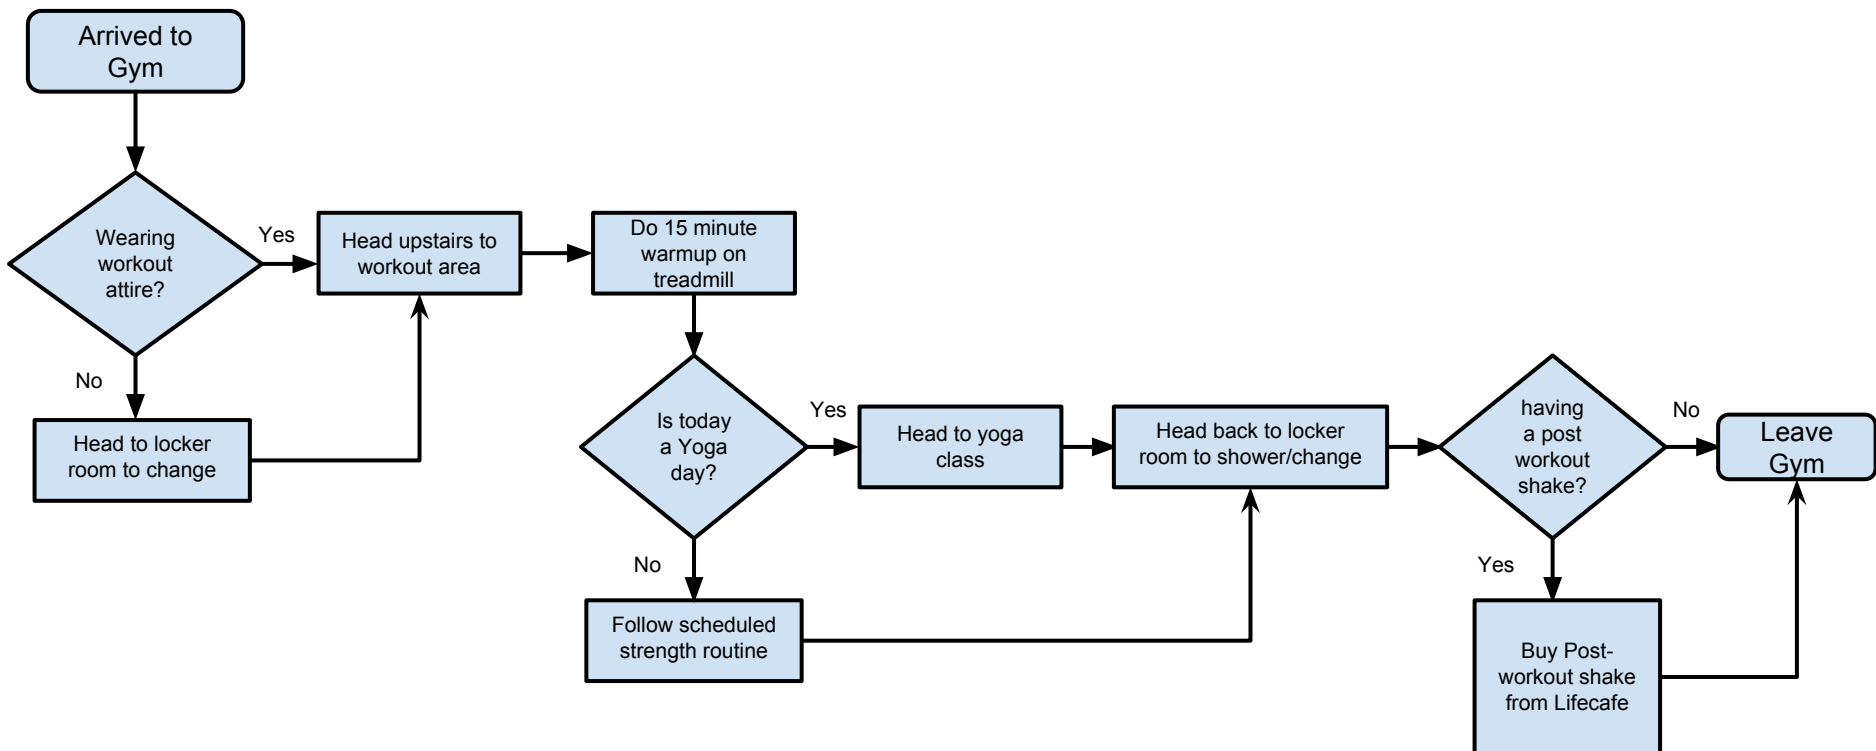 Arrived to
Gym
Wearing
workout
attire?
Yes
Head upstairs to
workout area
Do 15 minute
warmup on
treadmill
No
Head to locker
room to change
Is today
a Yoga
day?
Yes
Head to yoga
class
Head back to locker
room to shower/change
having
a post
workout
shake?
No
Leave
Gym
No
Follow scheduled
strength routine
Yes
Buy Post-
workout shake
from Lifecafe